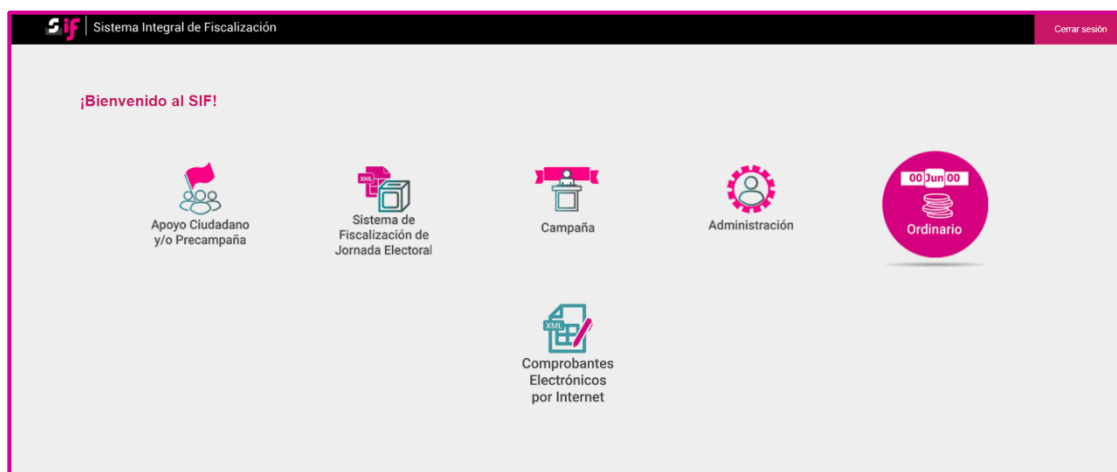 sif Sistema Integral de Fiscalización
Cerrar sesión
¡Bienvenido al SIF!
Apoyo Ciudadano
y/o Precampaña
XML
Sistema de
Fiscalización de
Jornada Electoral
Campaña
Administración
00 Jun 00
Ordinario
XML
Comprobantes
Electrónicos
por Internet